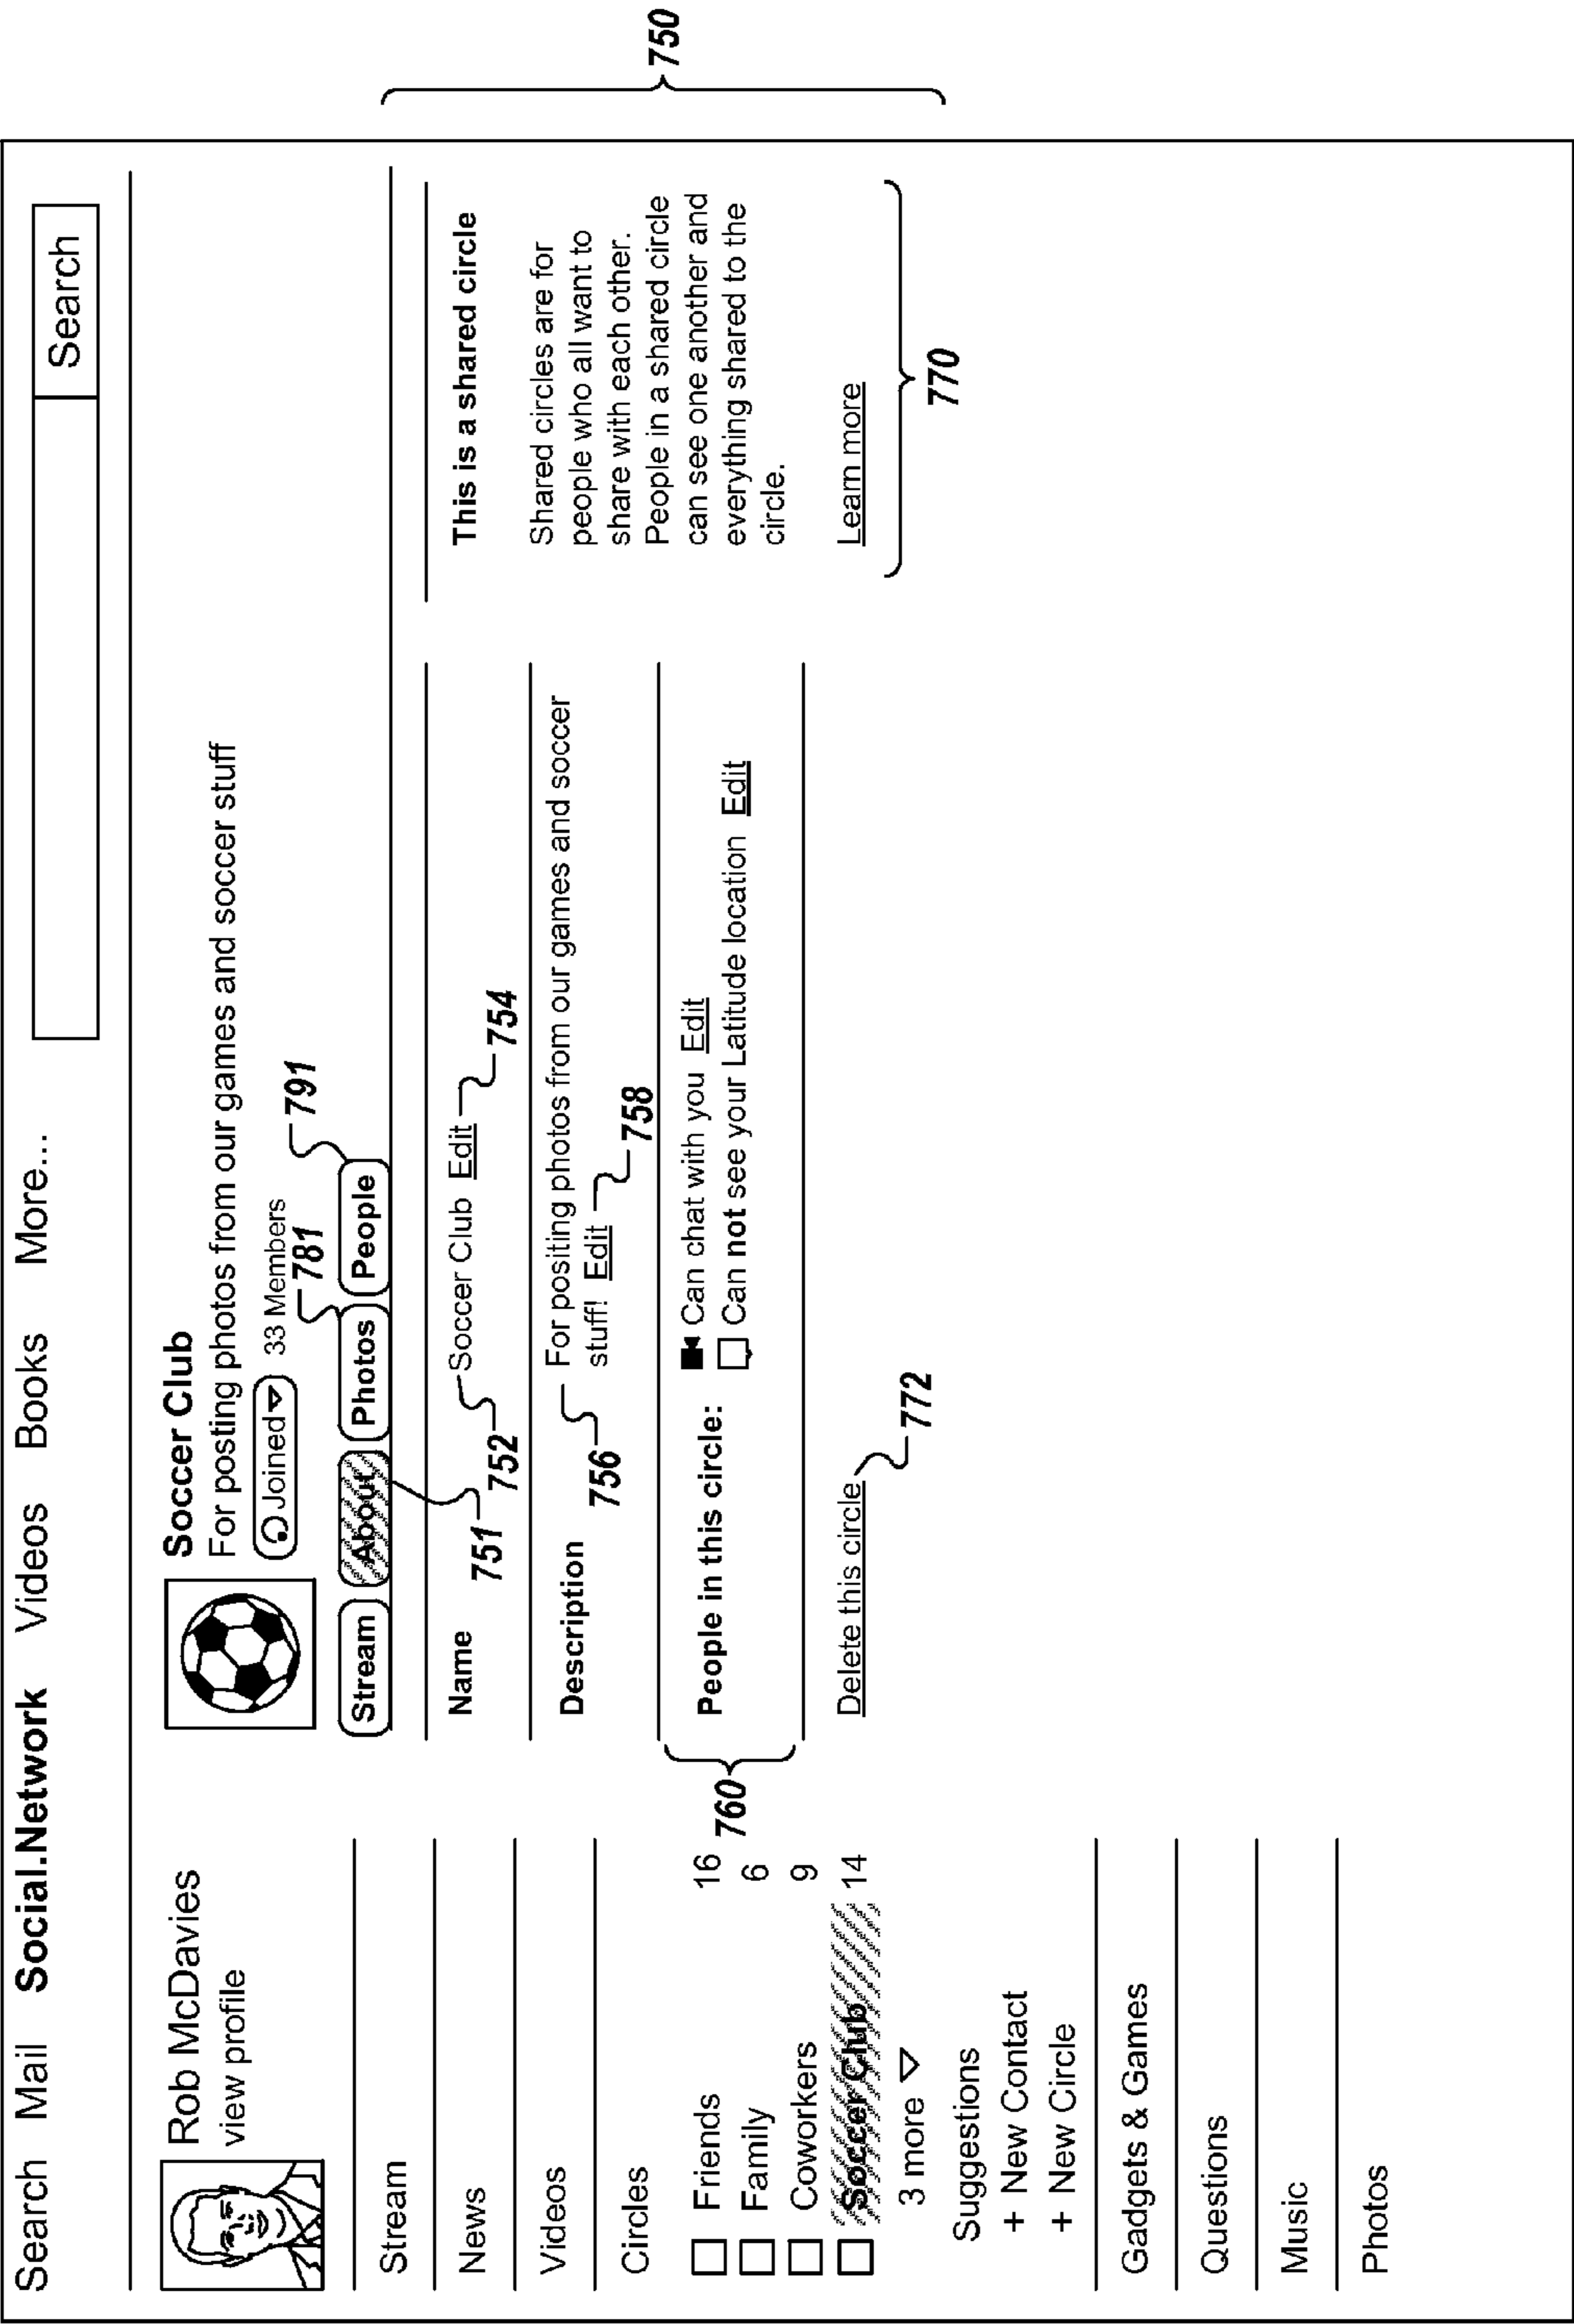 Search Mail Social.Network Videos Books More...
Search
Rob McDavies
view profile
Stream
News
Videos
Circles
Friends 16
Family 6
Coworkers 9
Soccer Club 14
3 more
Suggestions
+ New Contact
+ New Circle
Gadgets & Games
Questions
Music
Photos
Soccer Club
For posting photos from our games and soccer stuff
Joined 33 Members
781
791
Stream About Photos People
Name
Soccer Club Edit
751
752
754
Description
For positing photos from our games and soccer
stuff! Edit
756
758
People in this circle:
Can chat with you Edit
Can not see your Latitude location Edit
760
Delete this circle
772
This is a shared circle
Shared circles are for
people who all want to
share with each other.
People in a shared circle
can see one another and
everything shared to the
circle.
Learn more
770
750